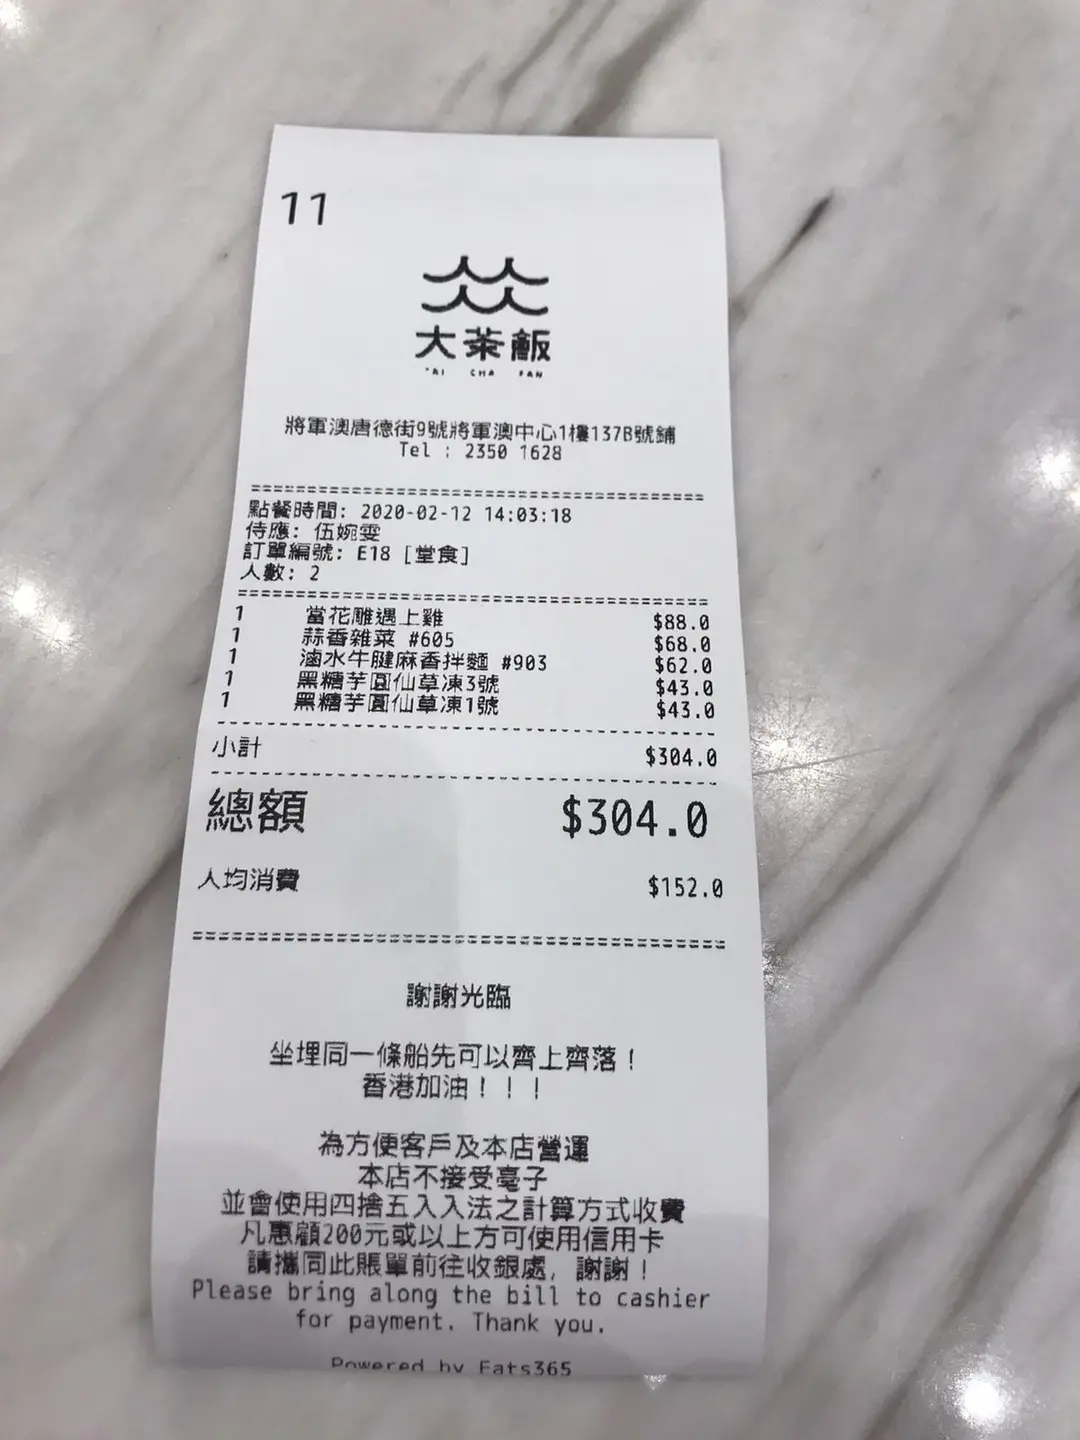 11
大茶飯
TAI CHA FAN
將軍澳唐德街9號將軍澳中心1樓137B號鋪
Tel : 2350 1628
點餐時間: 2020-02-12 14:03:18
侍應: 伍婉雯
訂單編號: E18 [堂食]
人數: 2
1 當花雕遇上雞 $88.0
1 蒜香雜菜 #605 $68.0
1 滷水牛腱麻香拌麵 #903 $62.0
1 黑糖芋圓仙草凍3號 $43.0
1 黑糖芋圓仙草凍1號 $43.0
小計 $304.0
總額 $304.0
人均消費 $152.0
謝謝光臨
坐埋同一條船先可以齊上齊落！
香港加油！！！
為方便客戶及本店營運
本店不接受毫子
並會使用四捨五入入法之計算方式收費
凡惠顧200元或以上方可使用信用卡
請攜同此賬單前往收銀處，謝謝！
Please bring along the bill to cashier
for payment. Thank you.
Powered by Eats365